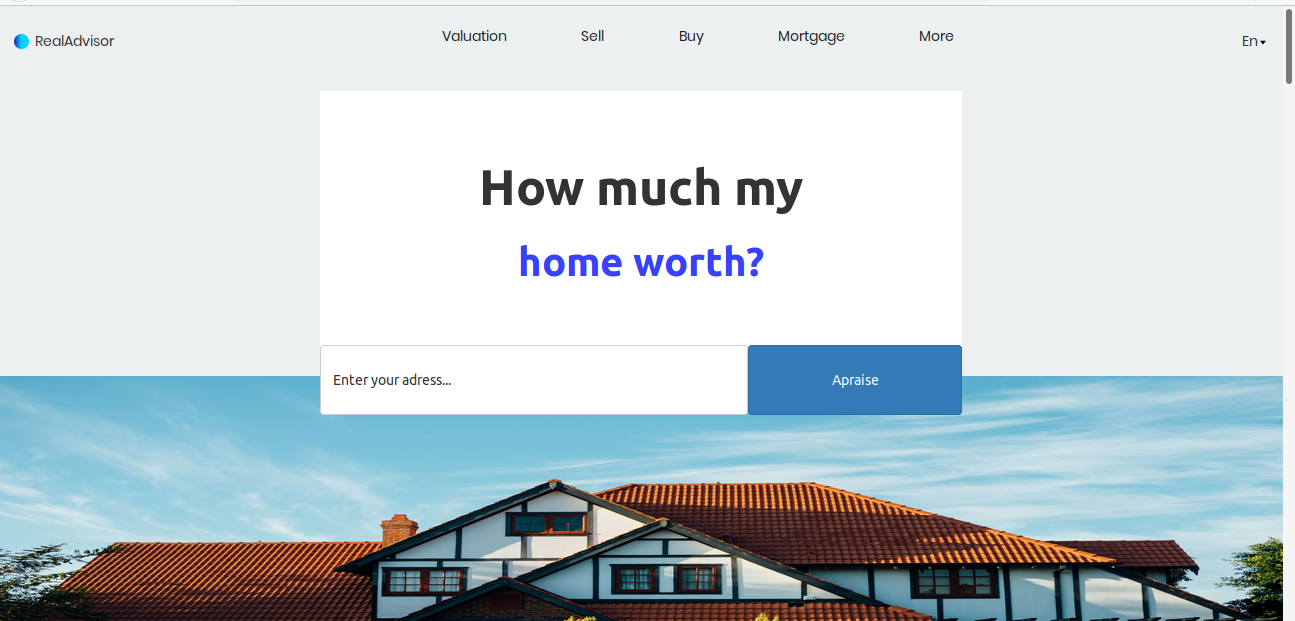 RealAdvisor
Valuation
Sell
Buy
Mortgage
More
En
How much my
home worth?
Enter your adress...
Apraise